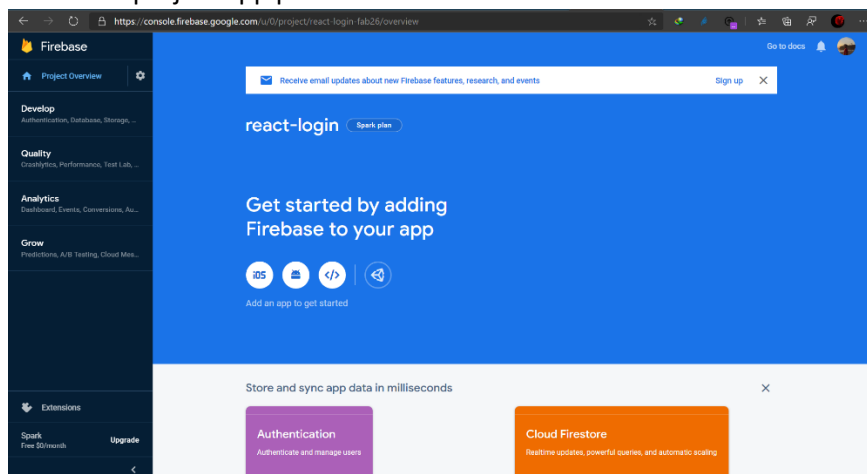 https://console.firebase.google.com/u/0/project/react-login-fab26/overview
Firebase
Go to docs
Project Overview
Receive email updates about new Firebase features, research, and events
Sign up
Develop
Authentication, Database, Storage, ...
react-login
Spark plan
Quality
Crashlytics, Performance, Test Lab, ...
Analytics
Dashboard, Events, Conversions, Au...
Get started by adding
Firebase to your app
Grow
Predictions, A/B Testing, Cloud Mes...
iOS
</>
Add an app to get started
Store and sync app data in milliseconds
Extensions
Spark
Free $0/month
Upgrade
Authentication
Authenticate and manage users
Cloud Firestore
Realtime updates, powerful queries, and automatic scaling